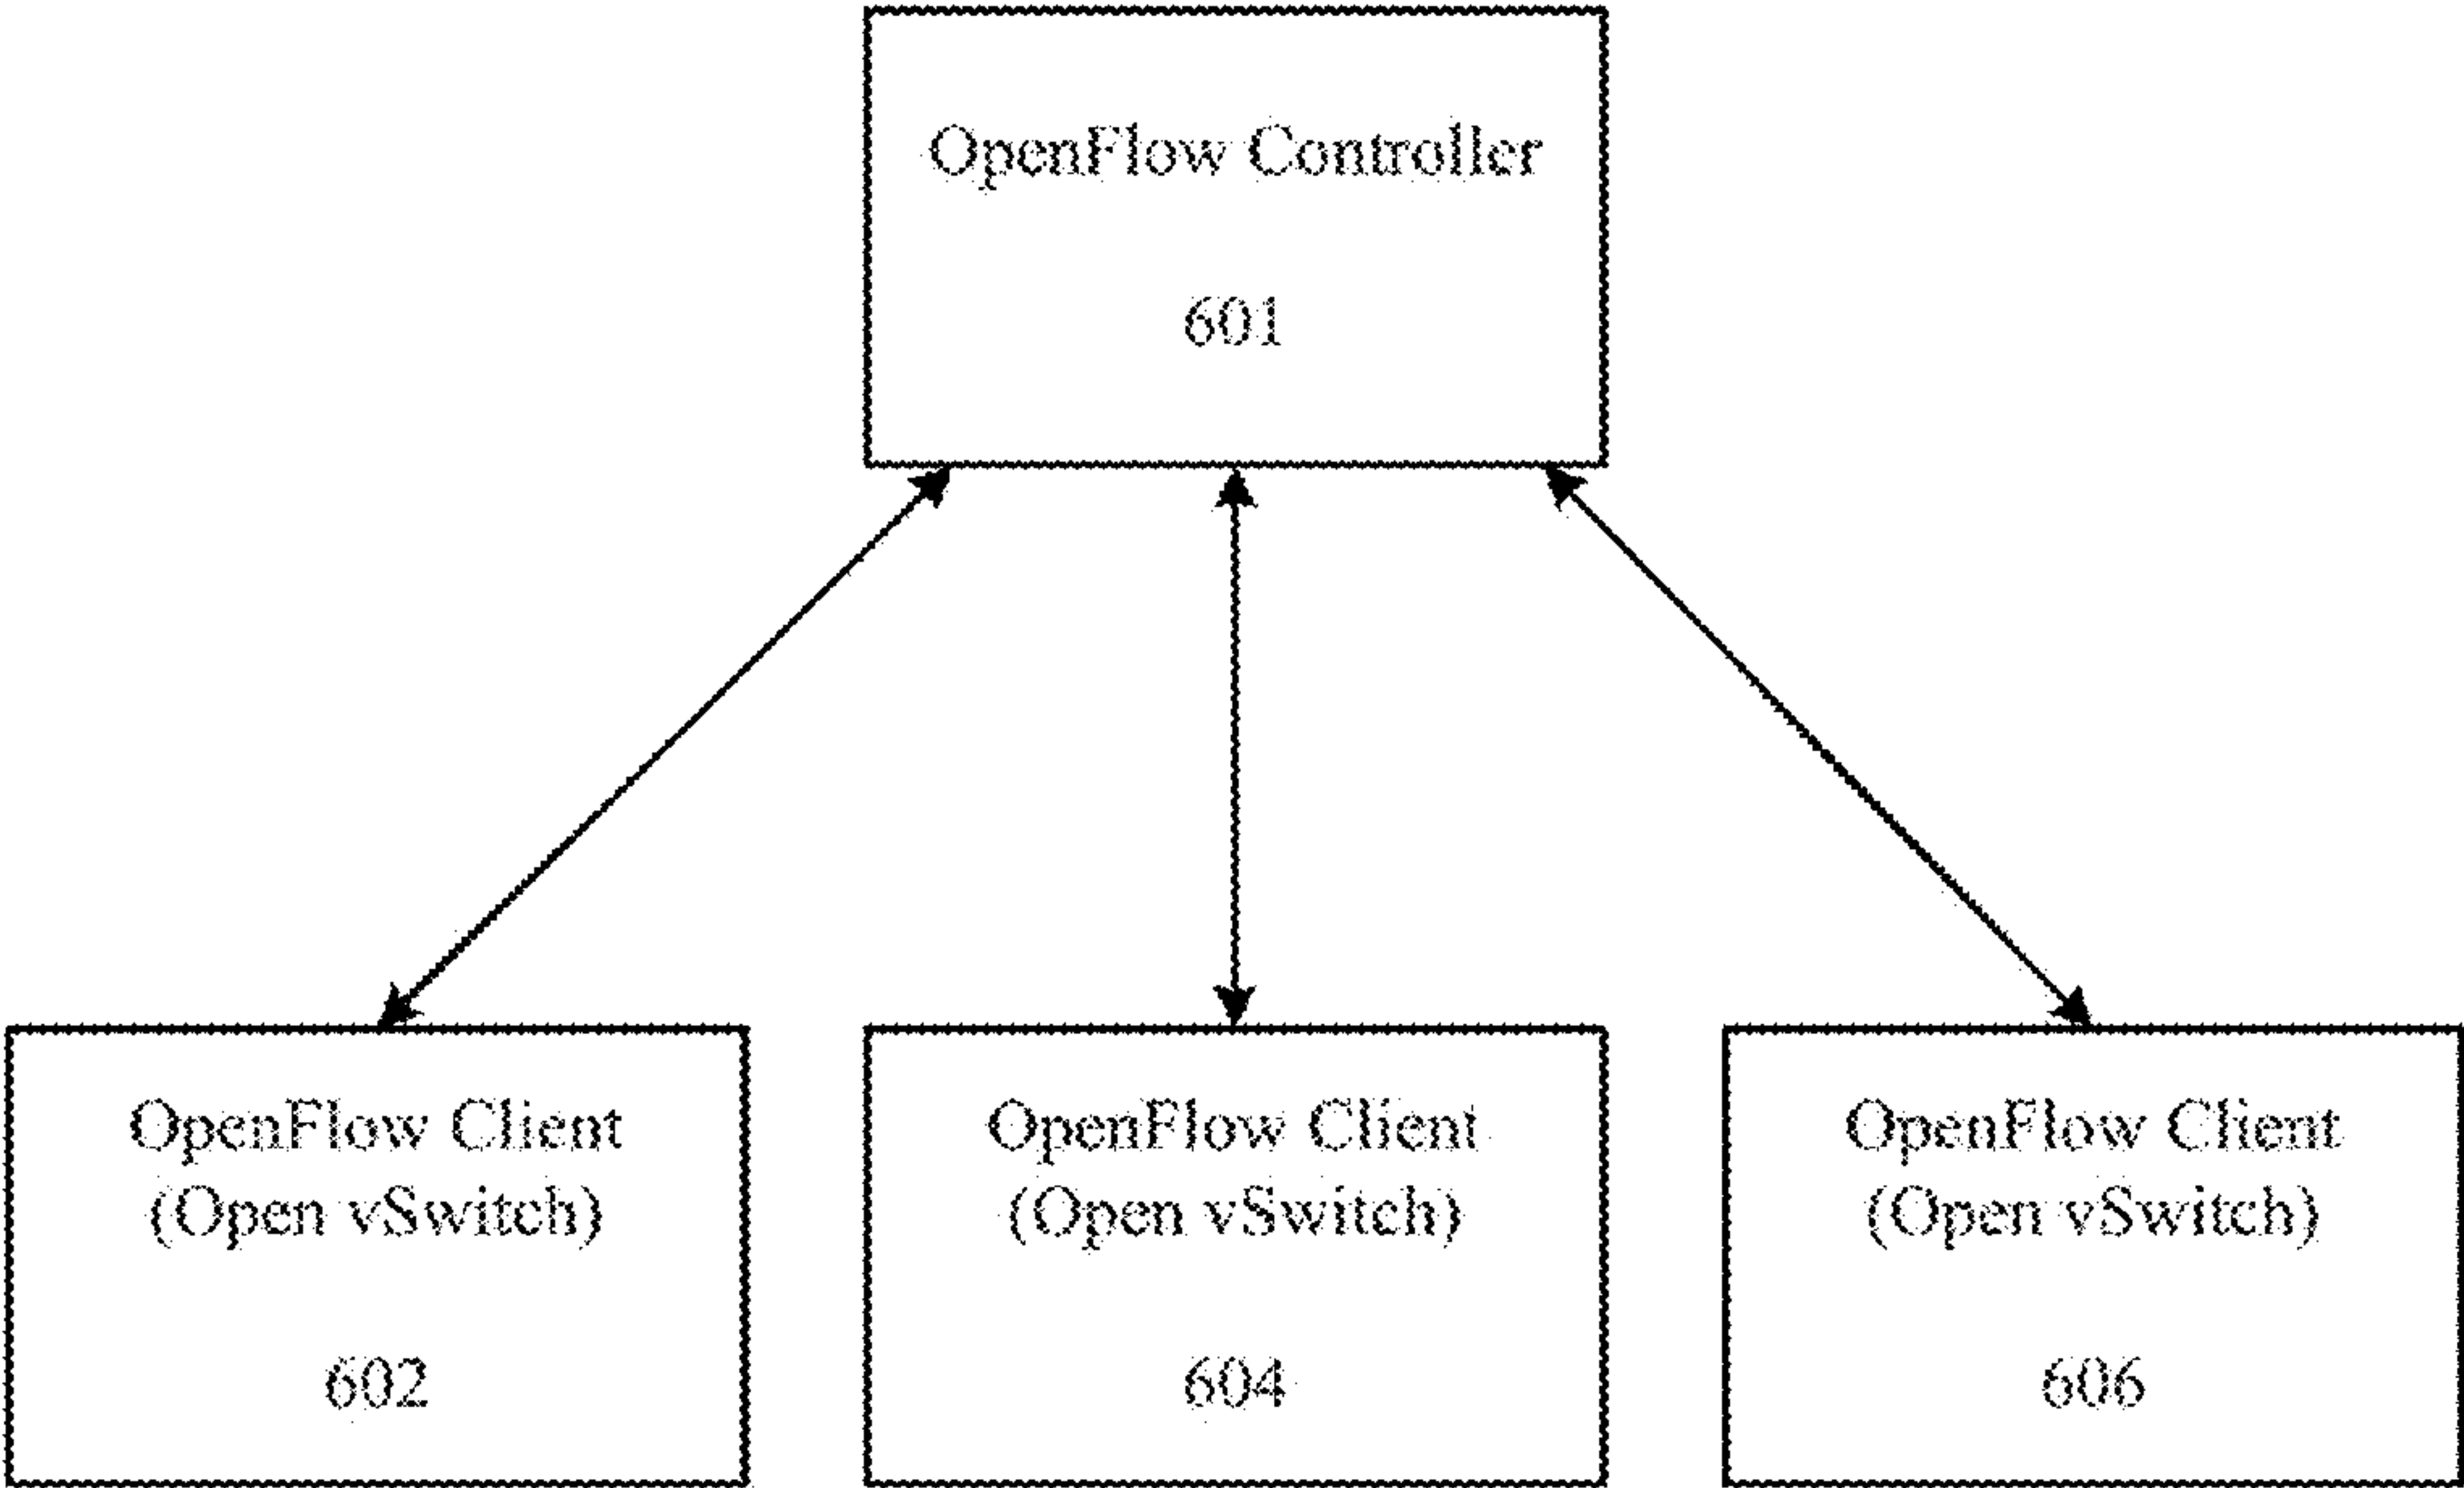 OpenFlow Controller
601
OpenFlow Client
(Open vSwitch)
602
OpenFlow Client
(Open vSwitch)
604
OpenFlow Client
(Open vSwitch)
606